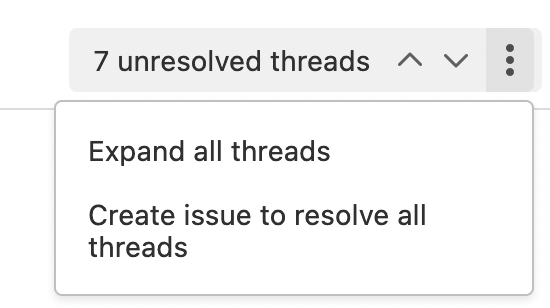 7 unresolved threads
Expand all threads
Create issue to resolve all
threads